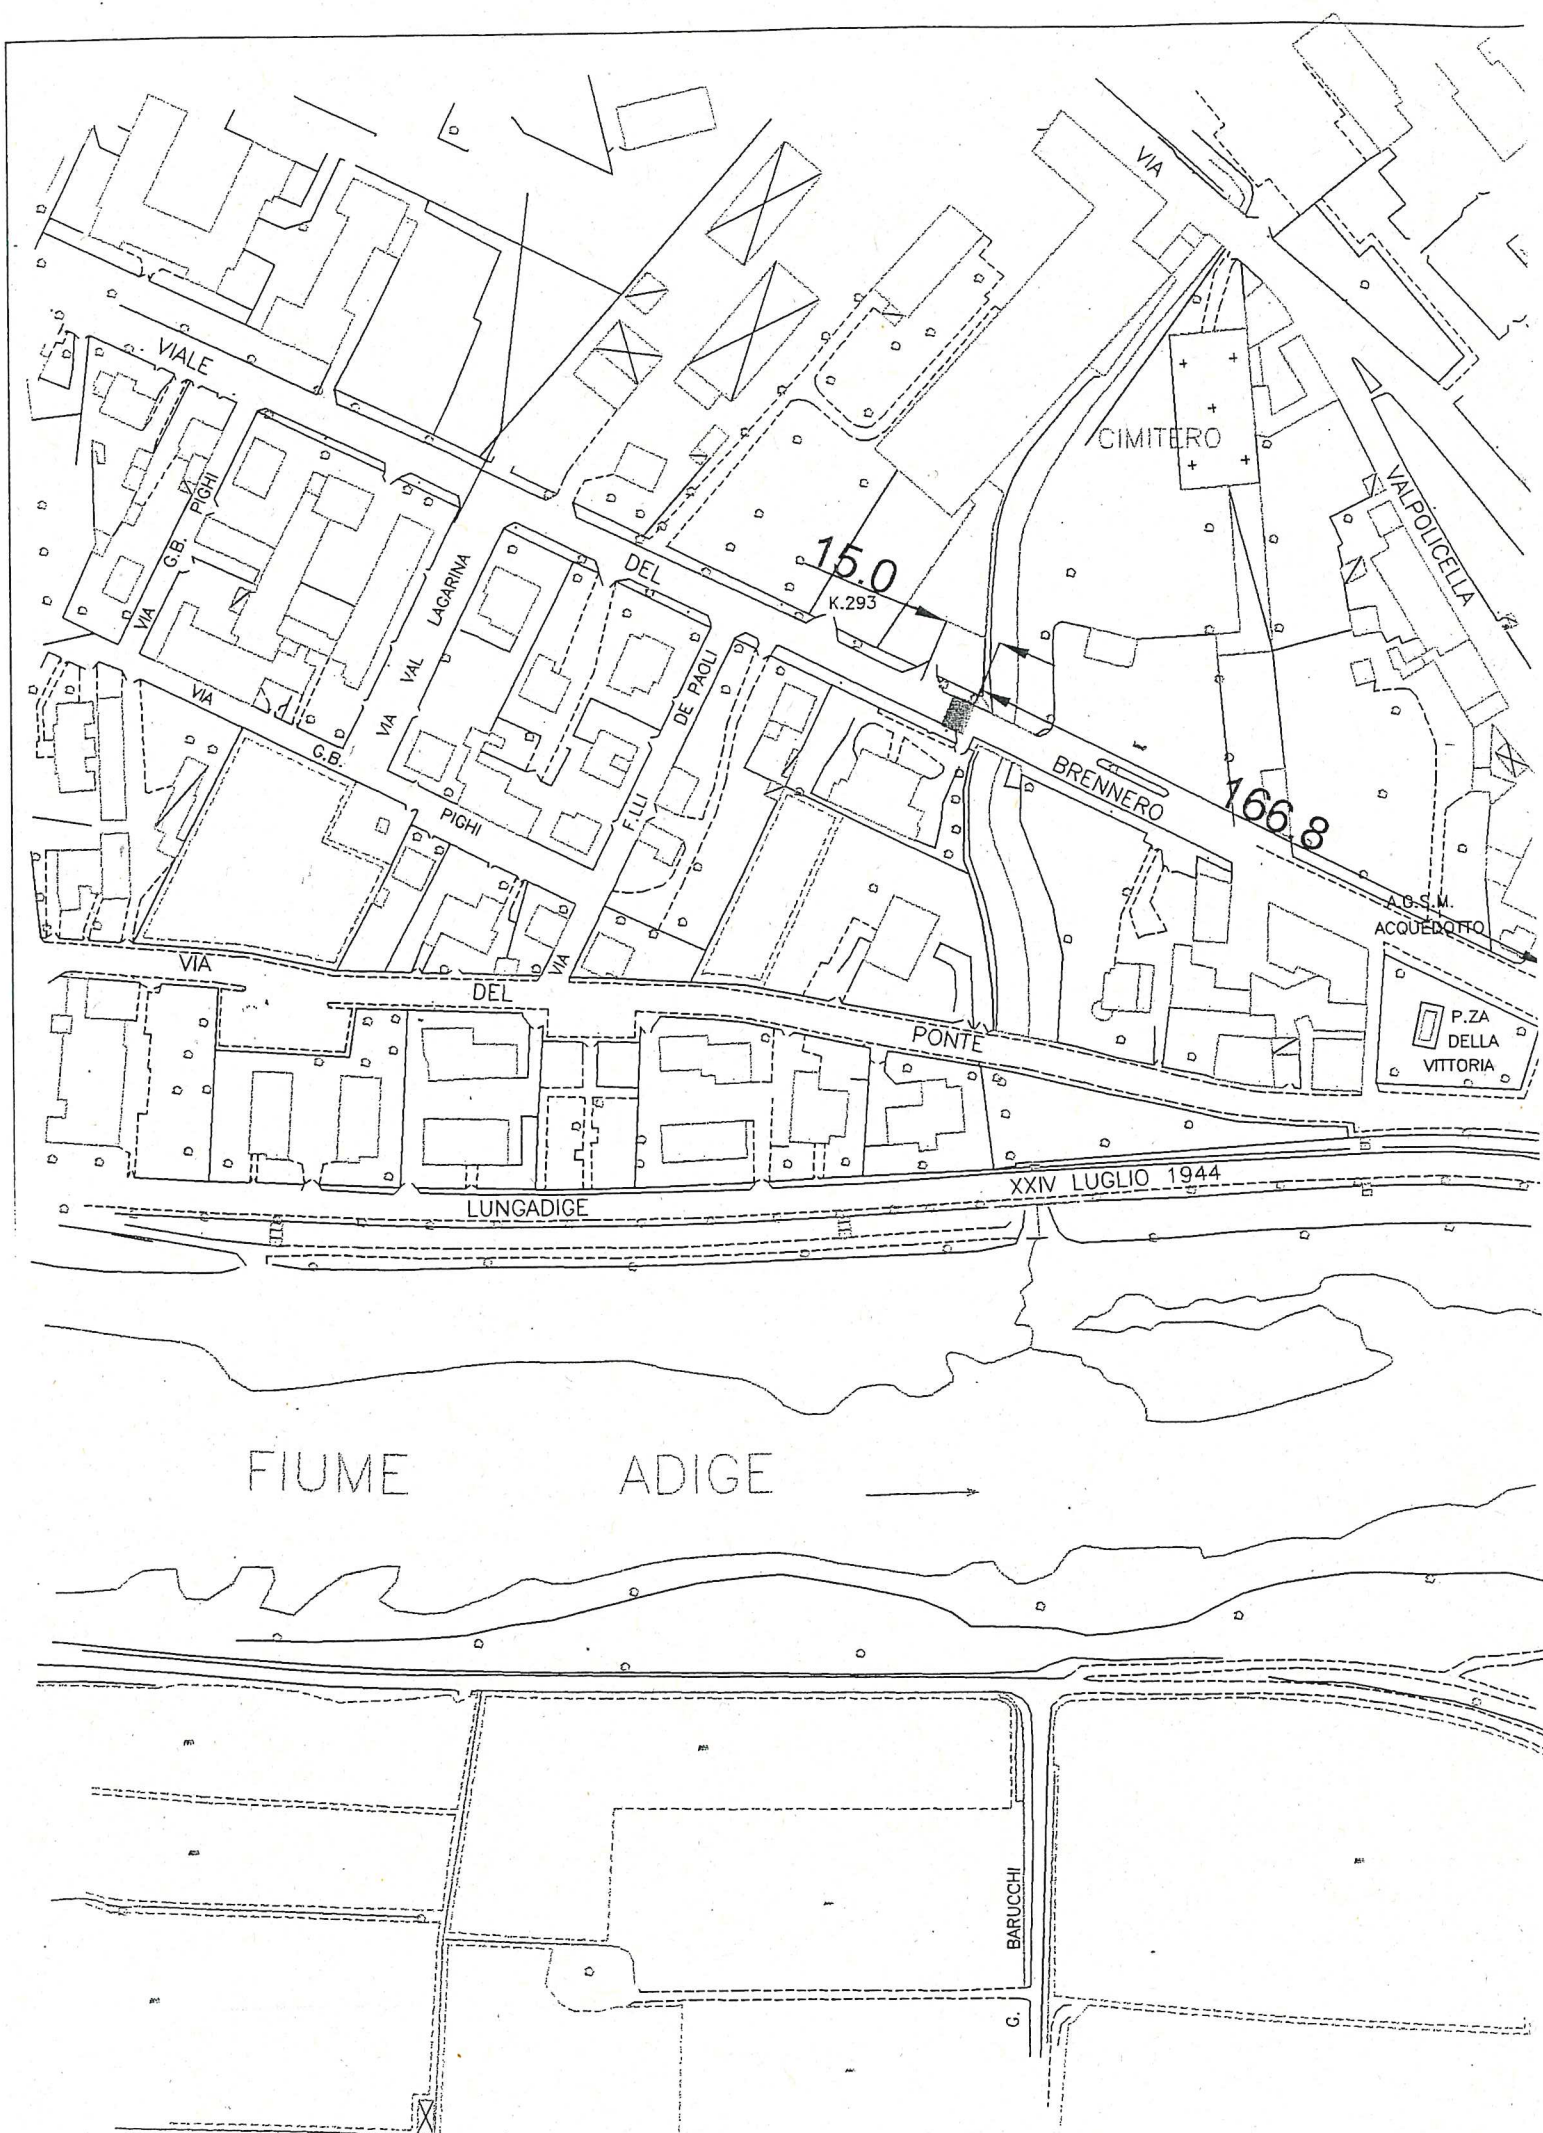 VIA
VIALE
CIMITERO
PIGHI
G.B.
VIA
LAGARINA
VAL
VIA
DEL
15.0
K.293
VALPOLICELLA
VIA
G.B.
PIGHI
DE PAOLI
F.LLI
VIA
BRENNERO
166.8
A.G.S.M.
ACQUEDOTTO
VIA
DEL
PONTE
P.ZA
DELLA
VITTORIA
LUNGADIGE
XXIV LUGLIO 1944
FIUME ADIGE
BARUCCHI
G.